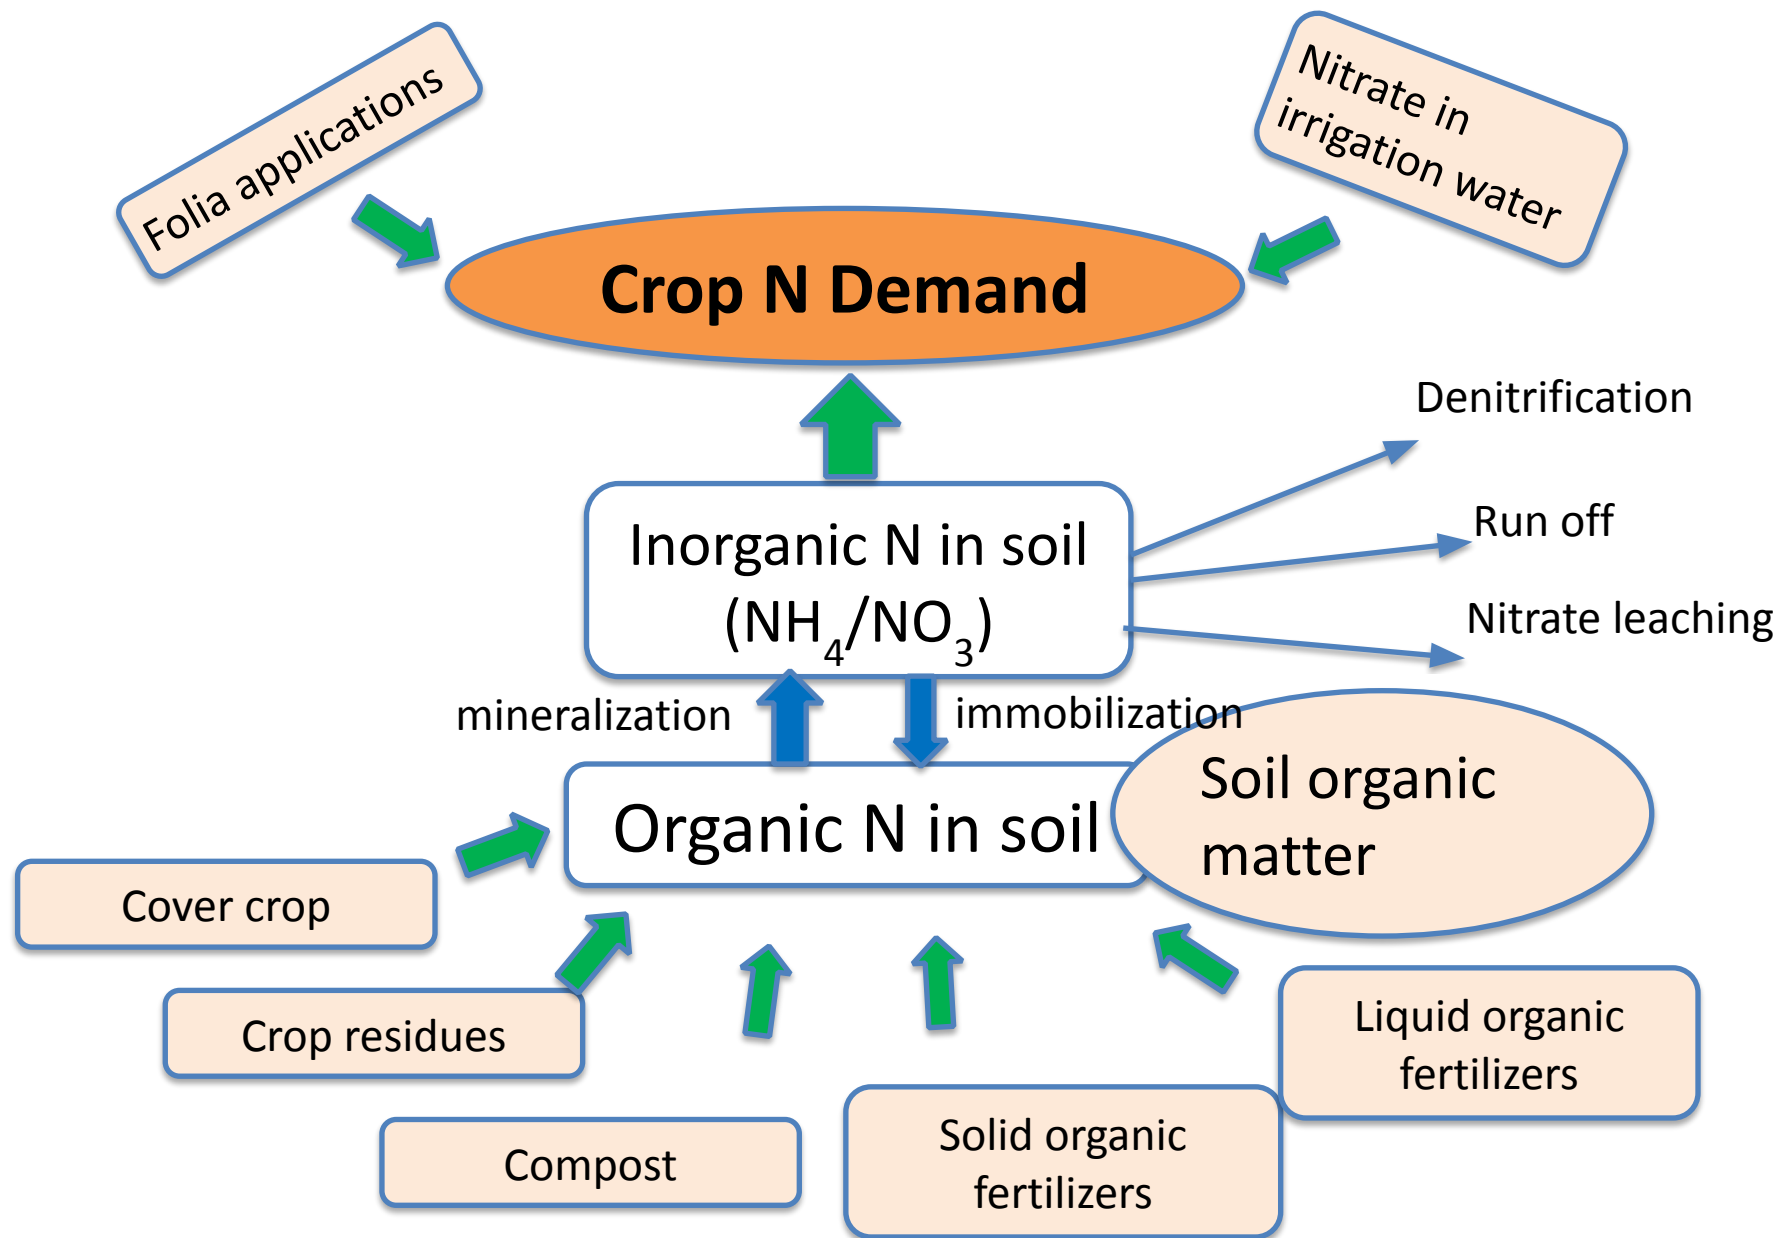 Folia applications
Nitrate in
irrigation water
Crop N Demand
Denitrification
Run off
Nitrate leaching
Inorganic N in soil
(NH₄/NO₃)
mineralization
immobilization
Organic N in soil
Soil organic
matter
Cover crop
Crop residues
Compost
Solid organic
fertilizers
Liquid organic
fertilizers